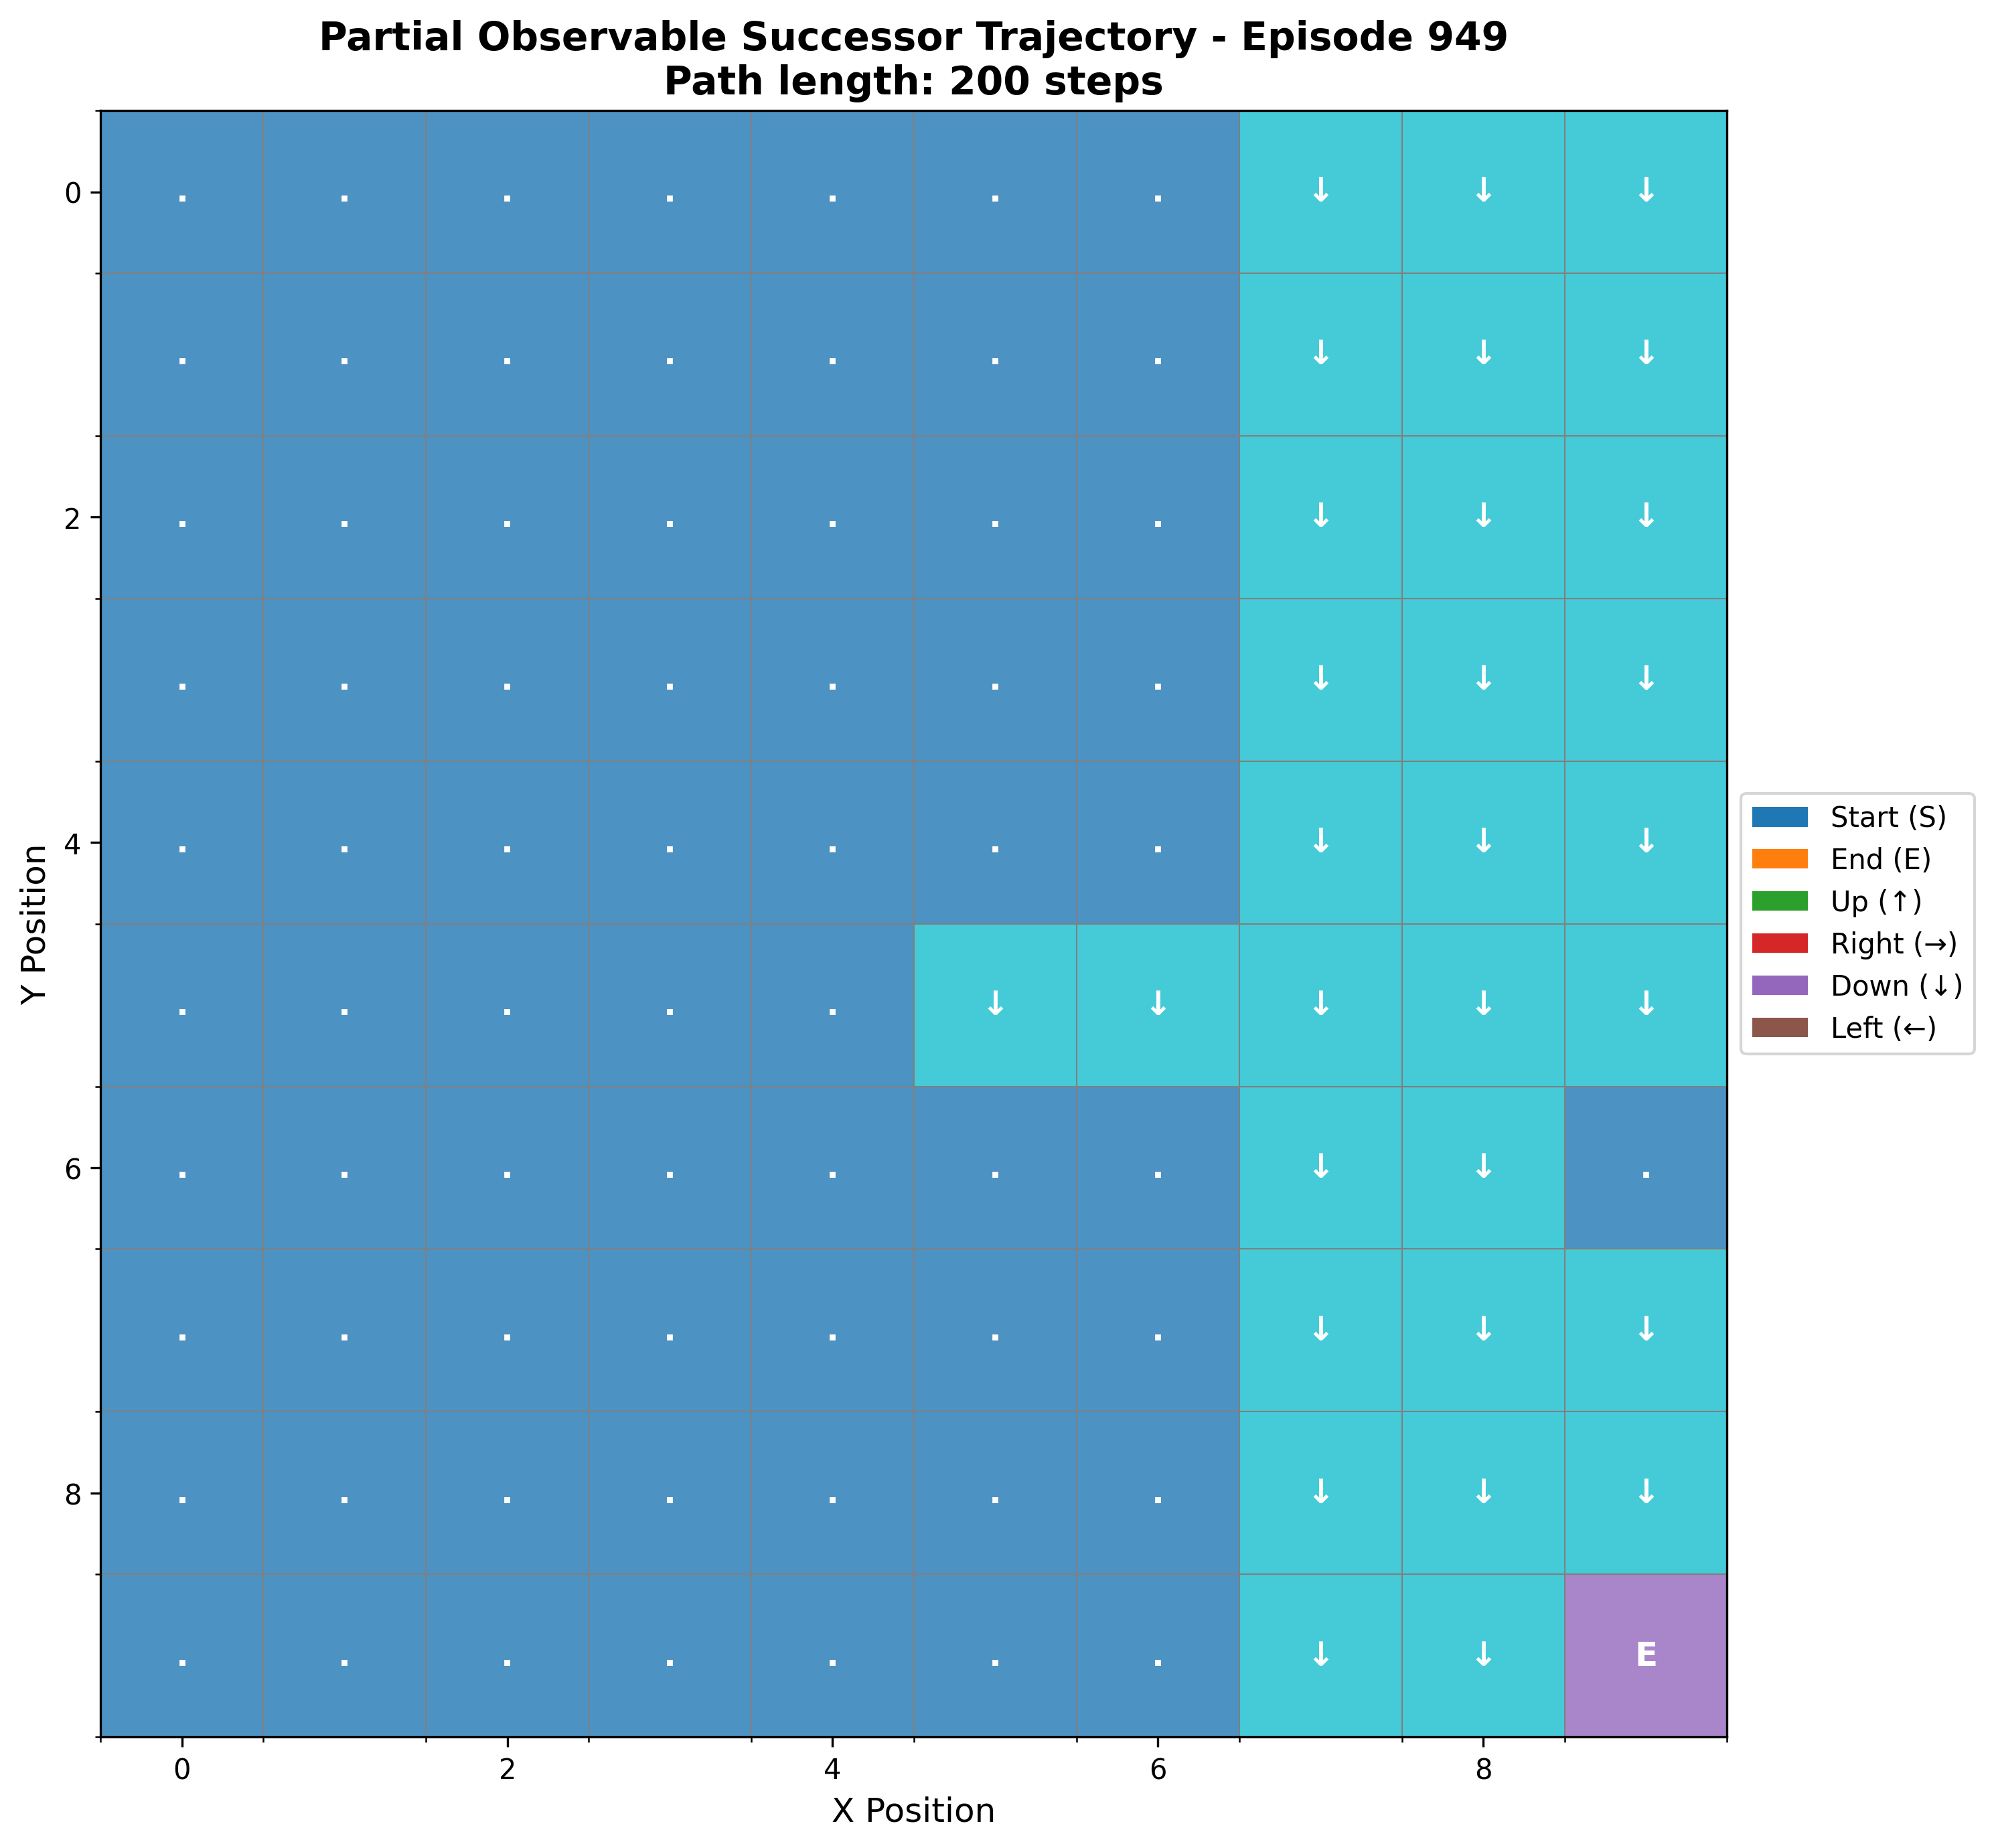 Partial Observable Successor Trajectory - Episode 949
Path length: 200 steps
0 . . . . . . . ↓ ↓ ↓
. . . . . . . ↓ ↓ ↓
2 . . . . . . . ↓ ↓ ↓
. . . . . . . ↓ ↓ ↓
4 . . . . . . . ↓ ↓ ↓
. . . . . ↓ ↓ ↓ ↓ ↓
6 . . . . . . . ↓ ↓ .
. . . . . . . ↓ ↓ ↓
8 . . . . . . . ↓ ↓ ↓
. . . . . . . ↓ ↓ E
0 2 4 6 8
X Position
Y Position
Start (S)
End (E)
Up (↑)
Right (→)
Down (↓)
Left (←)